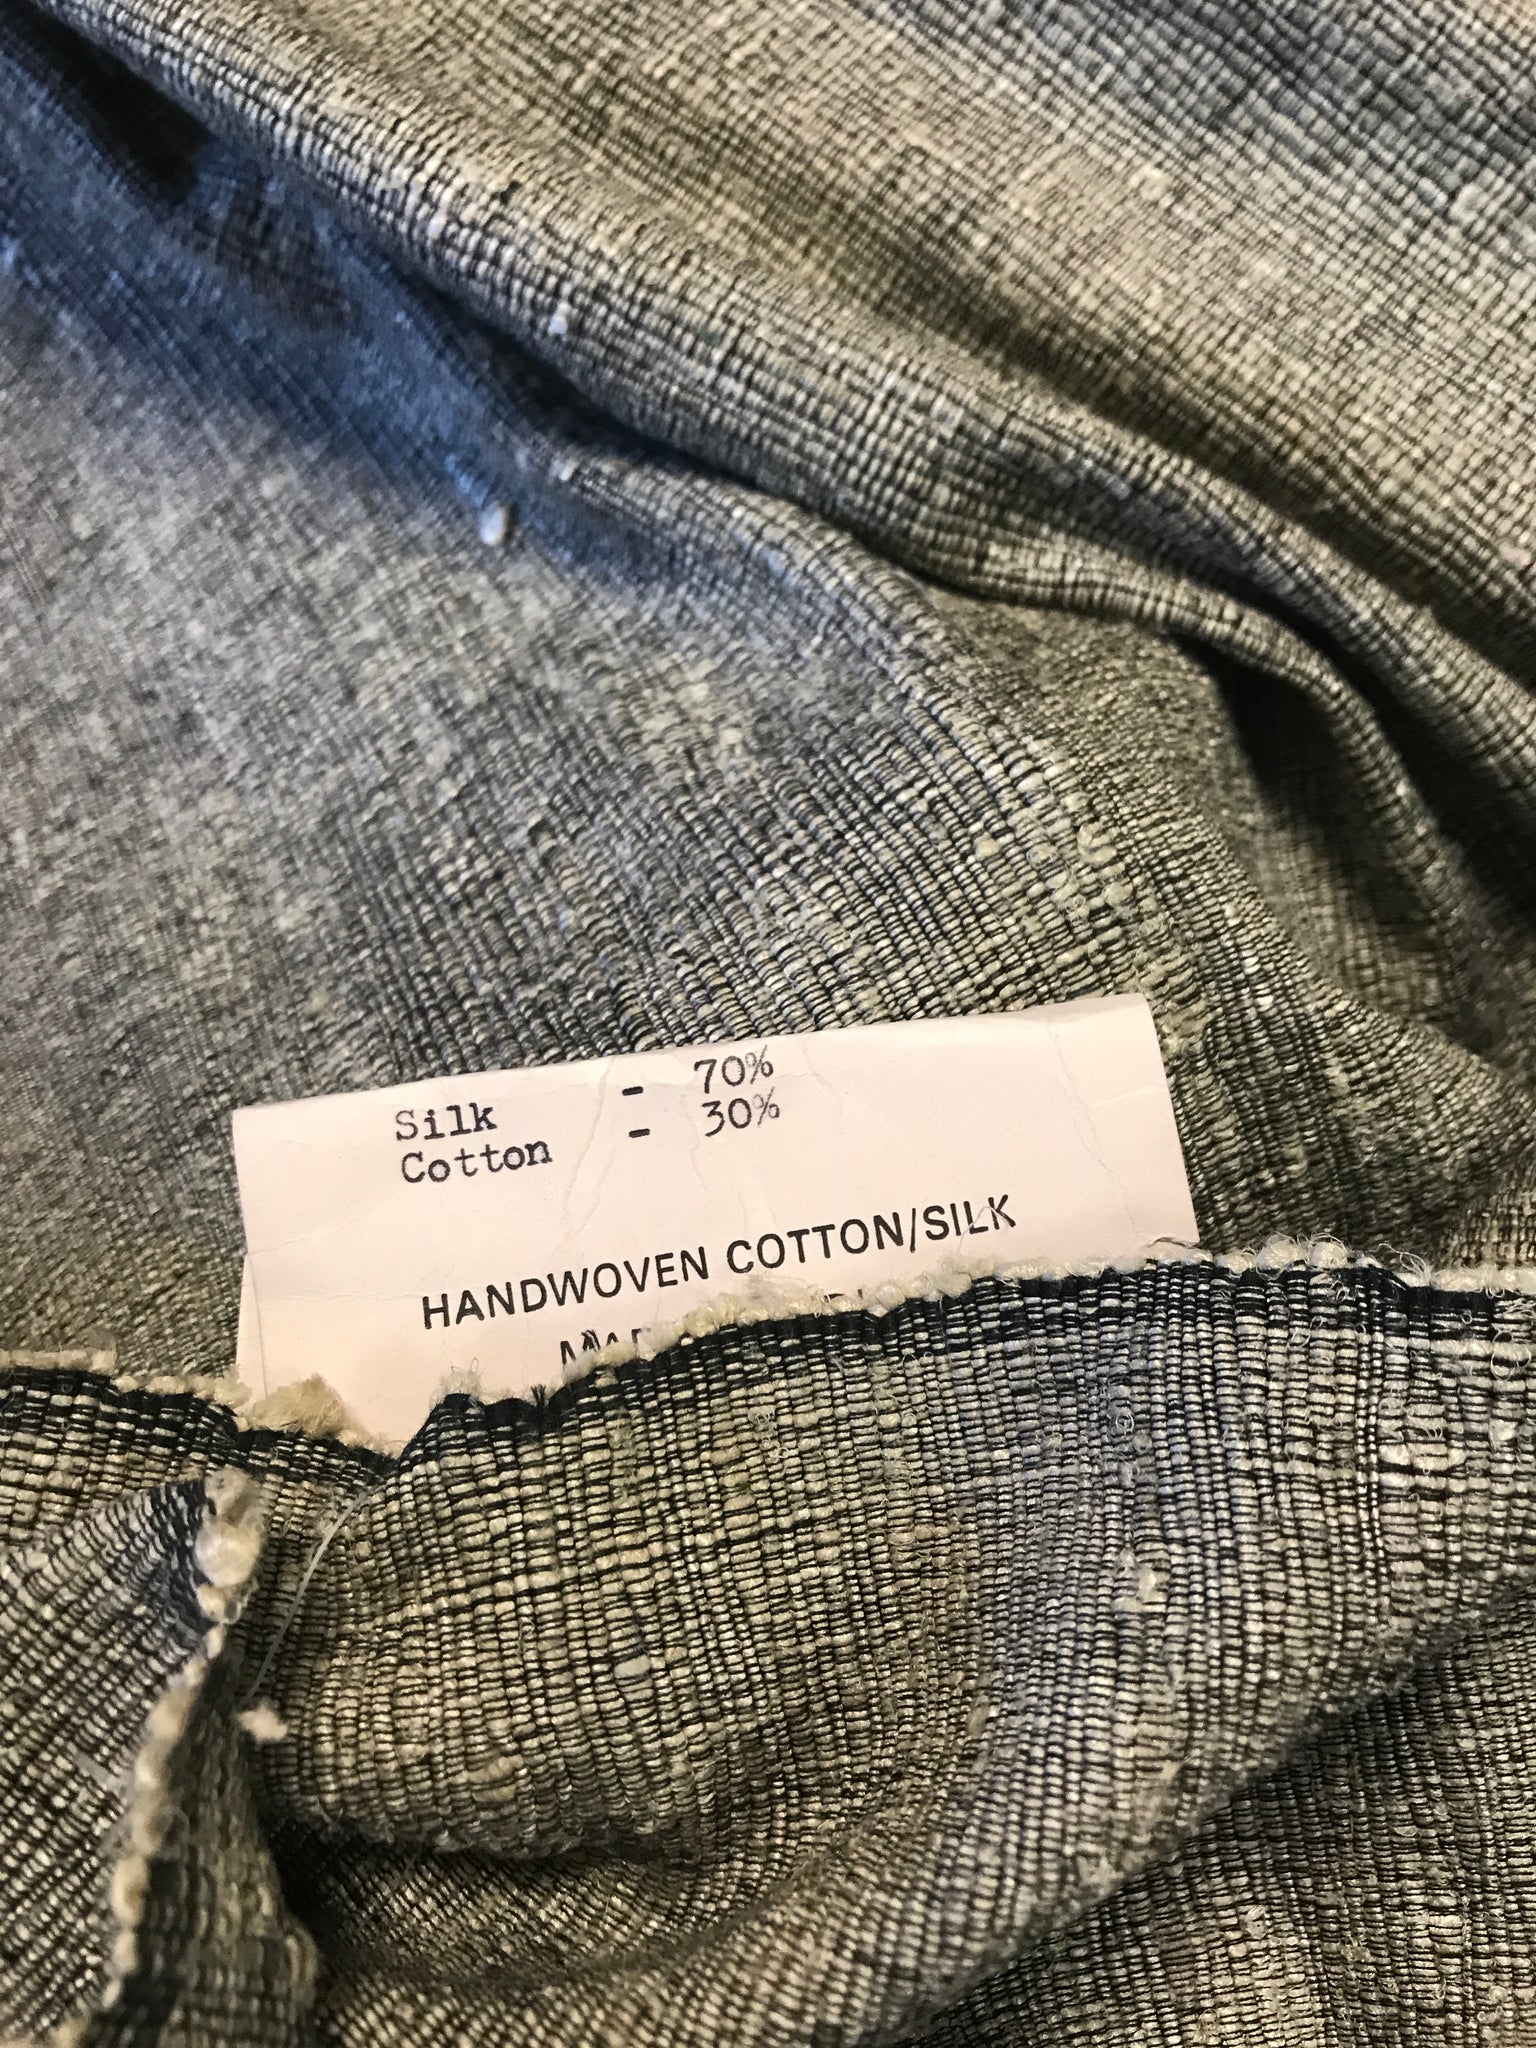 Silk - 70%
Cotton - 30%
HANDWOVEN COTTON/SILK